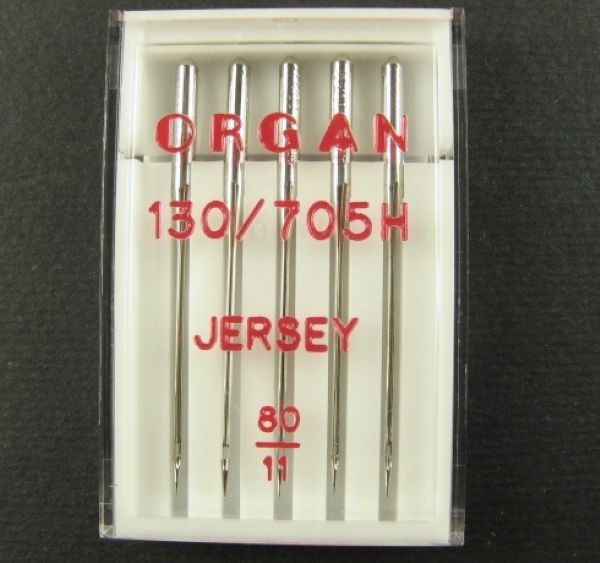 ORGAN
130/705H
JERSEY
80
11